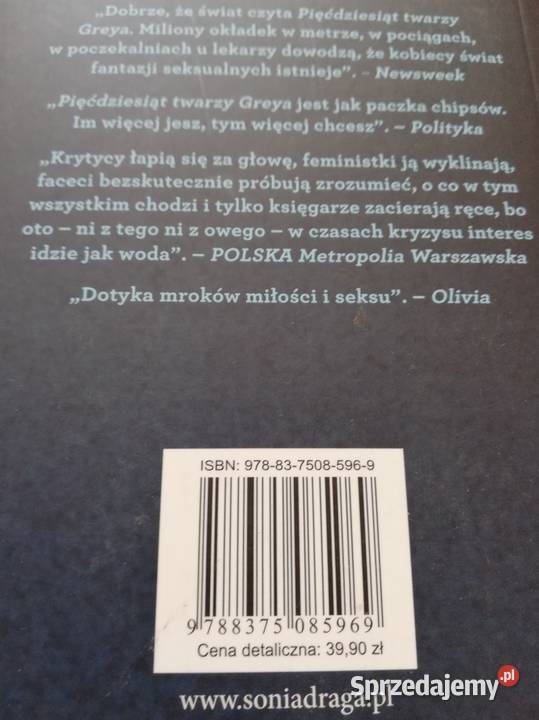 „Dobrze, że świat czyta Pięćdziesiąt twarzy
Greya. Miliony okładek w metrze, w pociągach,
w poczekalniach u lekarzy dowodzą, że kobiecy świat
fantazji seksualnych istnieje”. – Newsweek
„Pięćdziesiąt twarzy Greya jest jak paczka chipsów.
Im więcej jesz, tym więcej chcesz”. – Polityka
„Krytycy łapią się za głowę, feministki ją wyklinają,
faceci bezskutecznie próbują zrozumieć, o co w tym
wszystkim chodzi i tylko księgarze zacierają ręce, bo
oto – ni z tego ni z owego – w czasach kryzysu interes
idzie jak woda”. – POLSKA Metropolia Warszawska
„Dotyka mroków miłości i seksu”. – Olivia
ISBN: 978-83-7508-596-9
9 788375 085969
Cena detaliczna: 39,90 zł
www.soniadraga.pl
Sprzedajemy.pl